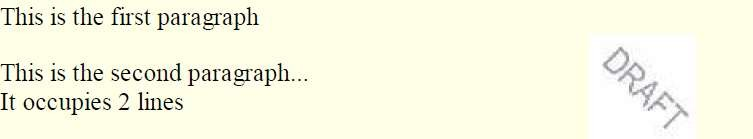 This is the first paragraph
This is the second paragraph...
It occupies 2 lines
DRAFT